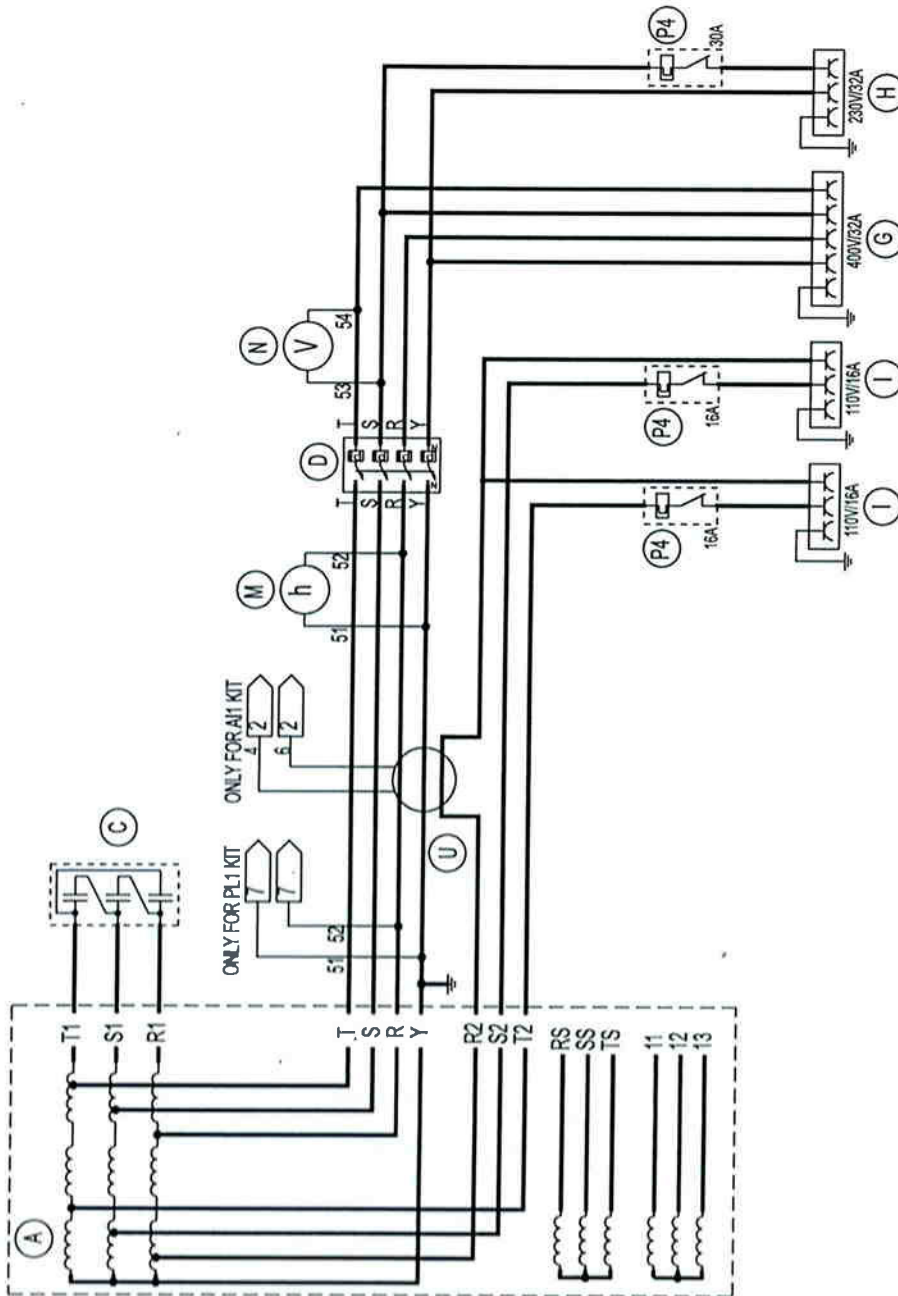 A
T1
S1
R1
C
T
S
R
Y
R2
S2
T2
RS
SS
TS
11
12
13
ONLY FOR PL1 KIT
7
7
51
52
U
ONLY FOR AJ1 KIT
4
2
6
2
M
h
51
52
D
T
S
R
Y
N
T
S
R
Y
N
V
53
54
P4
16A
110V/16A
I
P4
16A
110V/16A
I
400V/32A
G
P4
30A
230V/32A
H